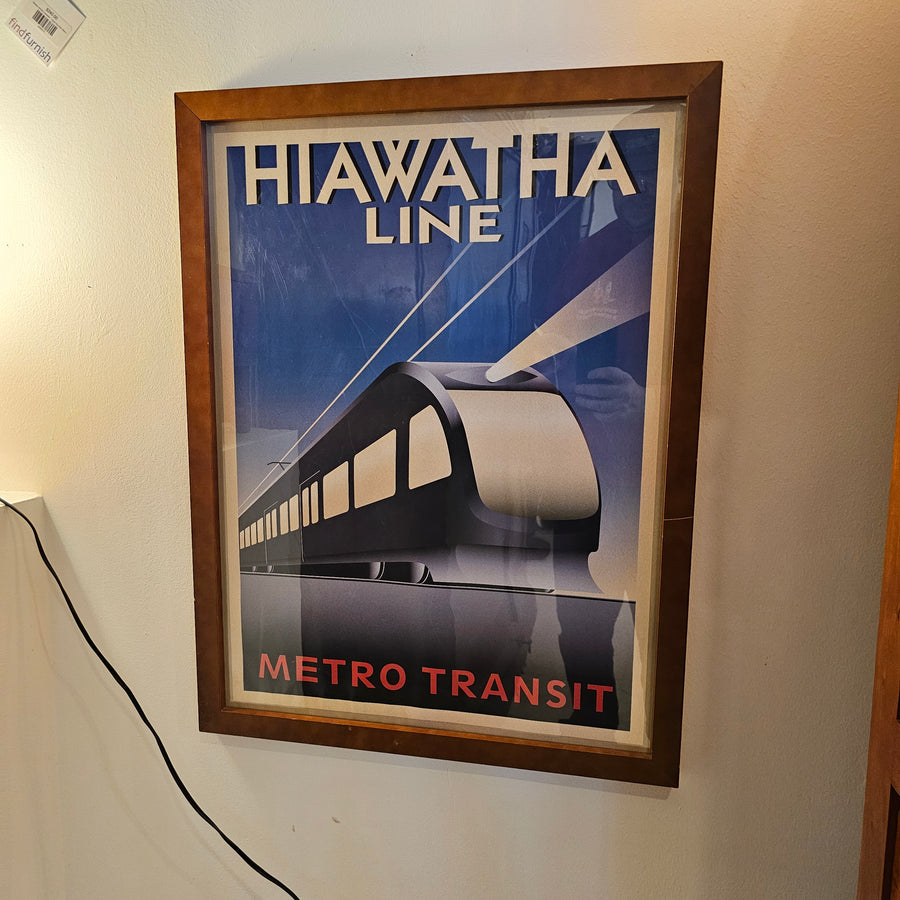 findfurnish
HIAWATHA
LINE
METRO TRANSIT